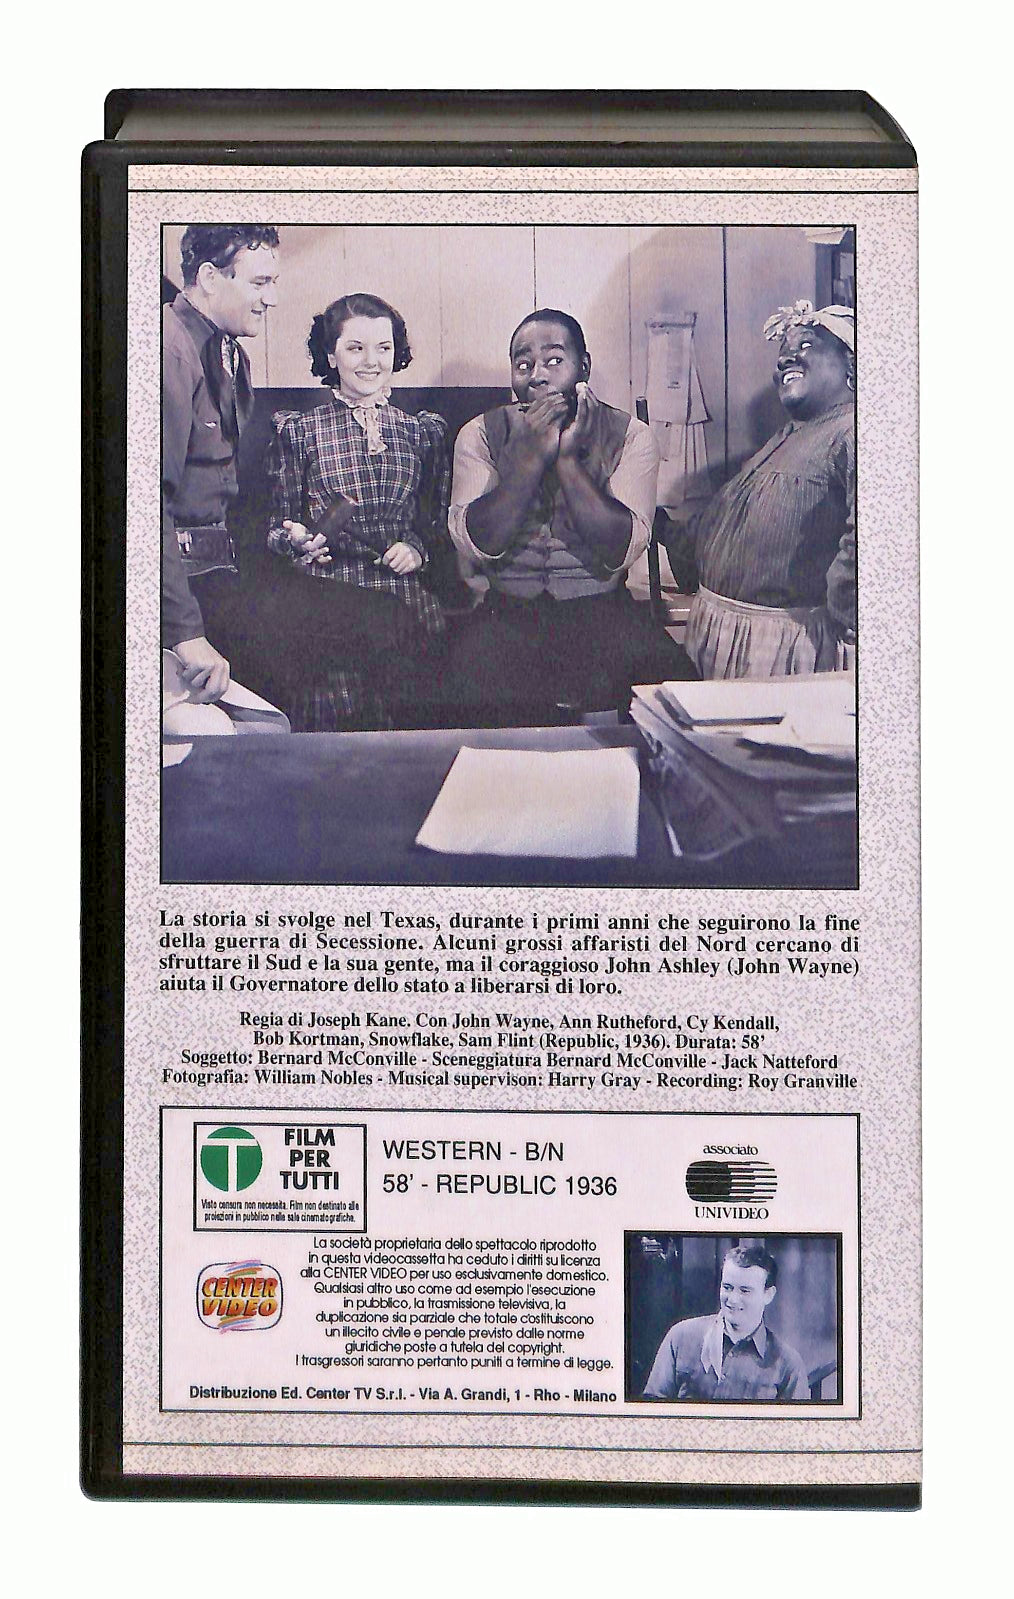 La storia si svolge nel Texas, durante i primi anni che seguirono la fine
della guerra di Secessione. Alcuni grossi affaristi del Nord cercano di
sfruttare il Sud e la sua gente, ma il coraggioso John Ashley (John Wayne)
aiuta il Governatore dello stato a liberarsi di loro.
Regia di Joseph Kane. Con John Wayne, Ann Rutheford, Cy Kendall,
Bob Kortman, Snowflake, Sam Flint (Republic, 1936). Durata: 58'
Soggetto: Bernard McConville - Sceneggiatura Bernard McConville - Jack Natteford
Fotografia: William Nobles - Musical supervison: Harry Gray - Recording: Roy Granville
T
FILM
PER
TUTTI
Visto censura non necessita. Film non destinato alle
proiezioni in pubblico nelle sale cinematografiche.
WESTERN - B/N
58' - REPUBLIC 1936
associato
UNIVIDEO
CENTER
VIDEO
La società proprietaria dello spettacolo riprodotto
in questa videocassetta ha ceduto i diritti su licenza
alla CENTER VIDEO per uso esclusivamente domestico.
Qualsiasi altro uso come ad esempio l'esecuzione
in pubblico, la trasmissione televisiva, la
duplicazione sia parziale che totale costituiscono
un illecito civile e penale previsto dalle norme
giuridiche poste a tutela del copyright.
I trasgressori saranno pertanto puniti a termine di legge.
Distribuzione Ed. Center TV S.r.l. - Via A. Grandi, 1 - Rho - Milano